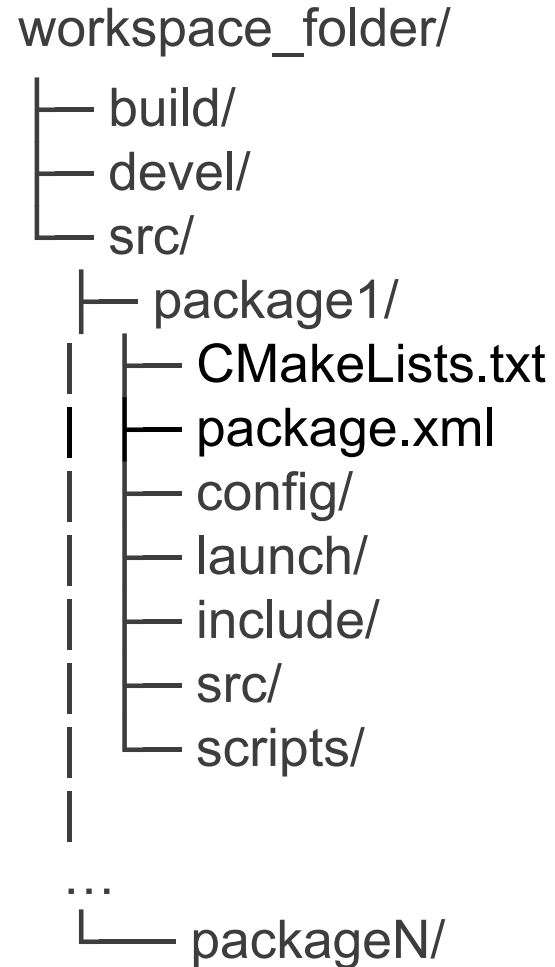 workspace_folder/
├── build/
├── devel/
└── src/
├── package1/
│ ├── CMakeLists.txt
│ ├── package.xml
│ ├── config/
│ ├── launch/
│ ├── include/
│ ├── src/
│ └── scripts/
│
…
└── packageN/